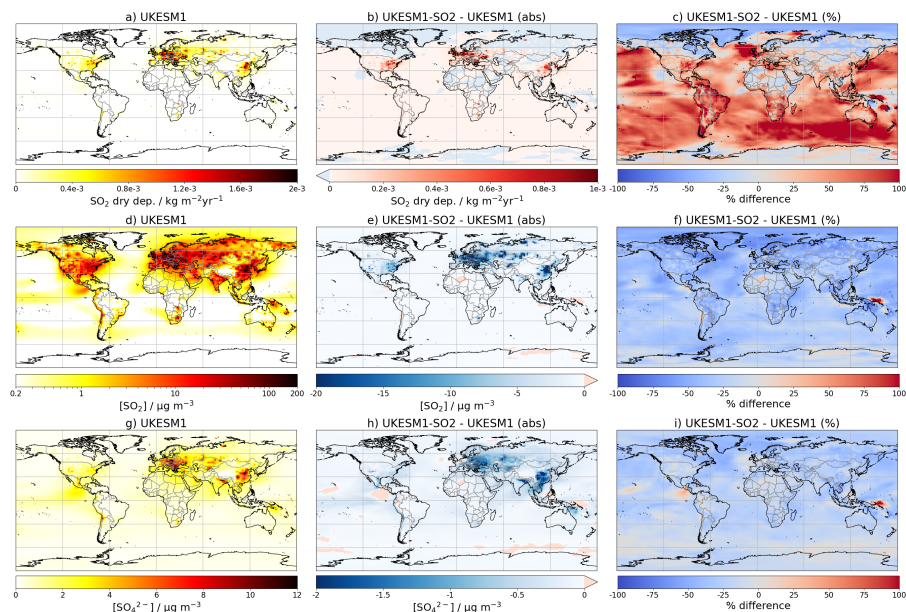 a) UKESM1
b) UKESM1-SO2 - UKESM1 (abs)
c) UKESM1-SO2 - UKESM1 (%)
0 0.4e-3 0.8e-3 1.2e-3 1.6e-3 2e-3
0 0.2e-3 0.4e-3 0.6e-3 0.8e-3 1e-3
-100 -75 -50 -25 0 25 50 75 100
SO₂ dry dep. / kg m⁻²yr⁻¹
SO₂ dry dep. / kg m⁻²yr⁻¹
% difference
d) UKESM1
e) UKESM1-SO2 - UKESM1 (abs)
f) UKESM1-SO2 - UKESM1 (%)
0.2 1 10 100 200
-20 -15 -10 -5 0
-100 -75 -50 -25 0 25 50 75 100
[SO₂] / μg m⁻³
[SO₂] / μg m⁻³
% difference
g) UKESM1
h) UKESM1-SO2 - UKESM1 (abs)
i) UKESM1-SO2 - UKESM1 (%)
0 2 4 6 8 10 12
-2 -1.5 -1 -0.5 0
-100 -75 -50 -25 0 25 50 75 100
[SO₄²⁻] / μg m⁻³
[SO₄²⁻] / μg m⁻³
% difference